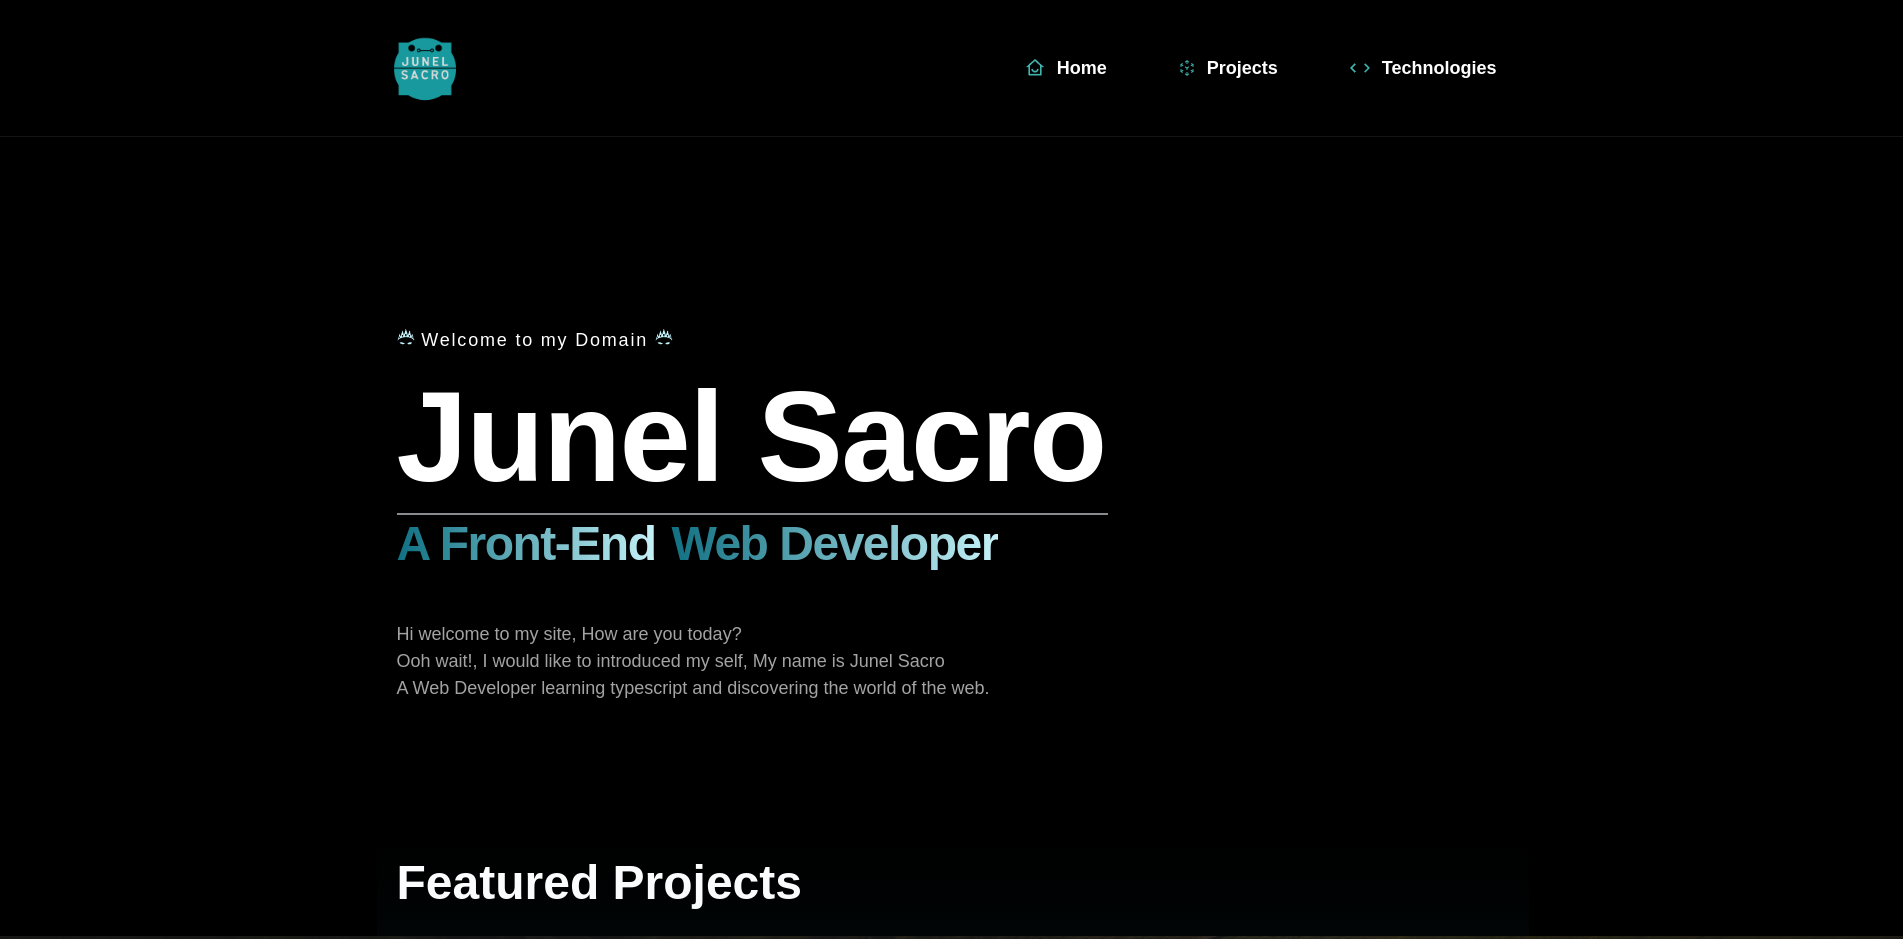 JUNEL
SACRO
Home
Projects
Technologies
Welcome to my Domain
Junel Sacro
A Front-End Web Developer
Hi welcome to my site, How are you today?
Ooh wait!, I would like to introduced my self, My name is Junel Sacro
A Web Developer learning typescript and discovering the world of the web.
Featured Projects